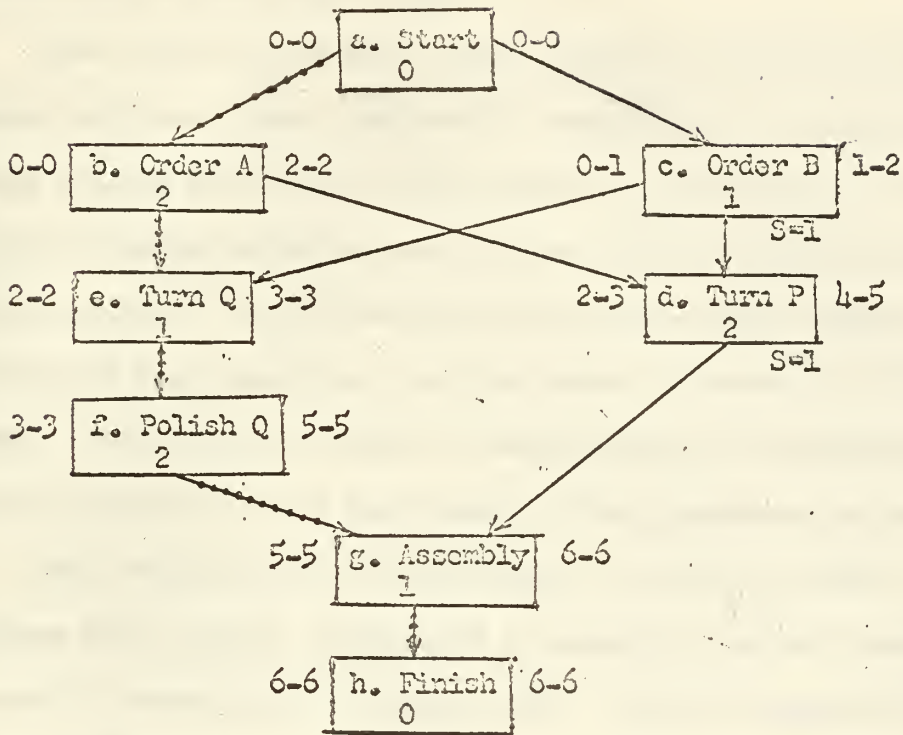 0-0 a. Start 0-0
0
0-0 b. Order A 2-2
2
0-1 c. Order B 1-2
1
S=1
2-2 e. Turn Q 3-3
1
2-3 d. Turn P 4-5
2
S=1
3-3 f. Polish Q 5-5
2
5-5 g. Assembly 6-6
1
6-6 h. Finish 6-6
0